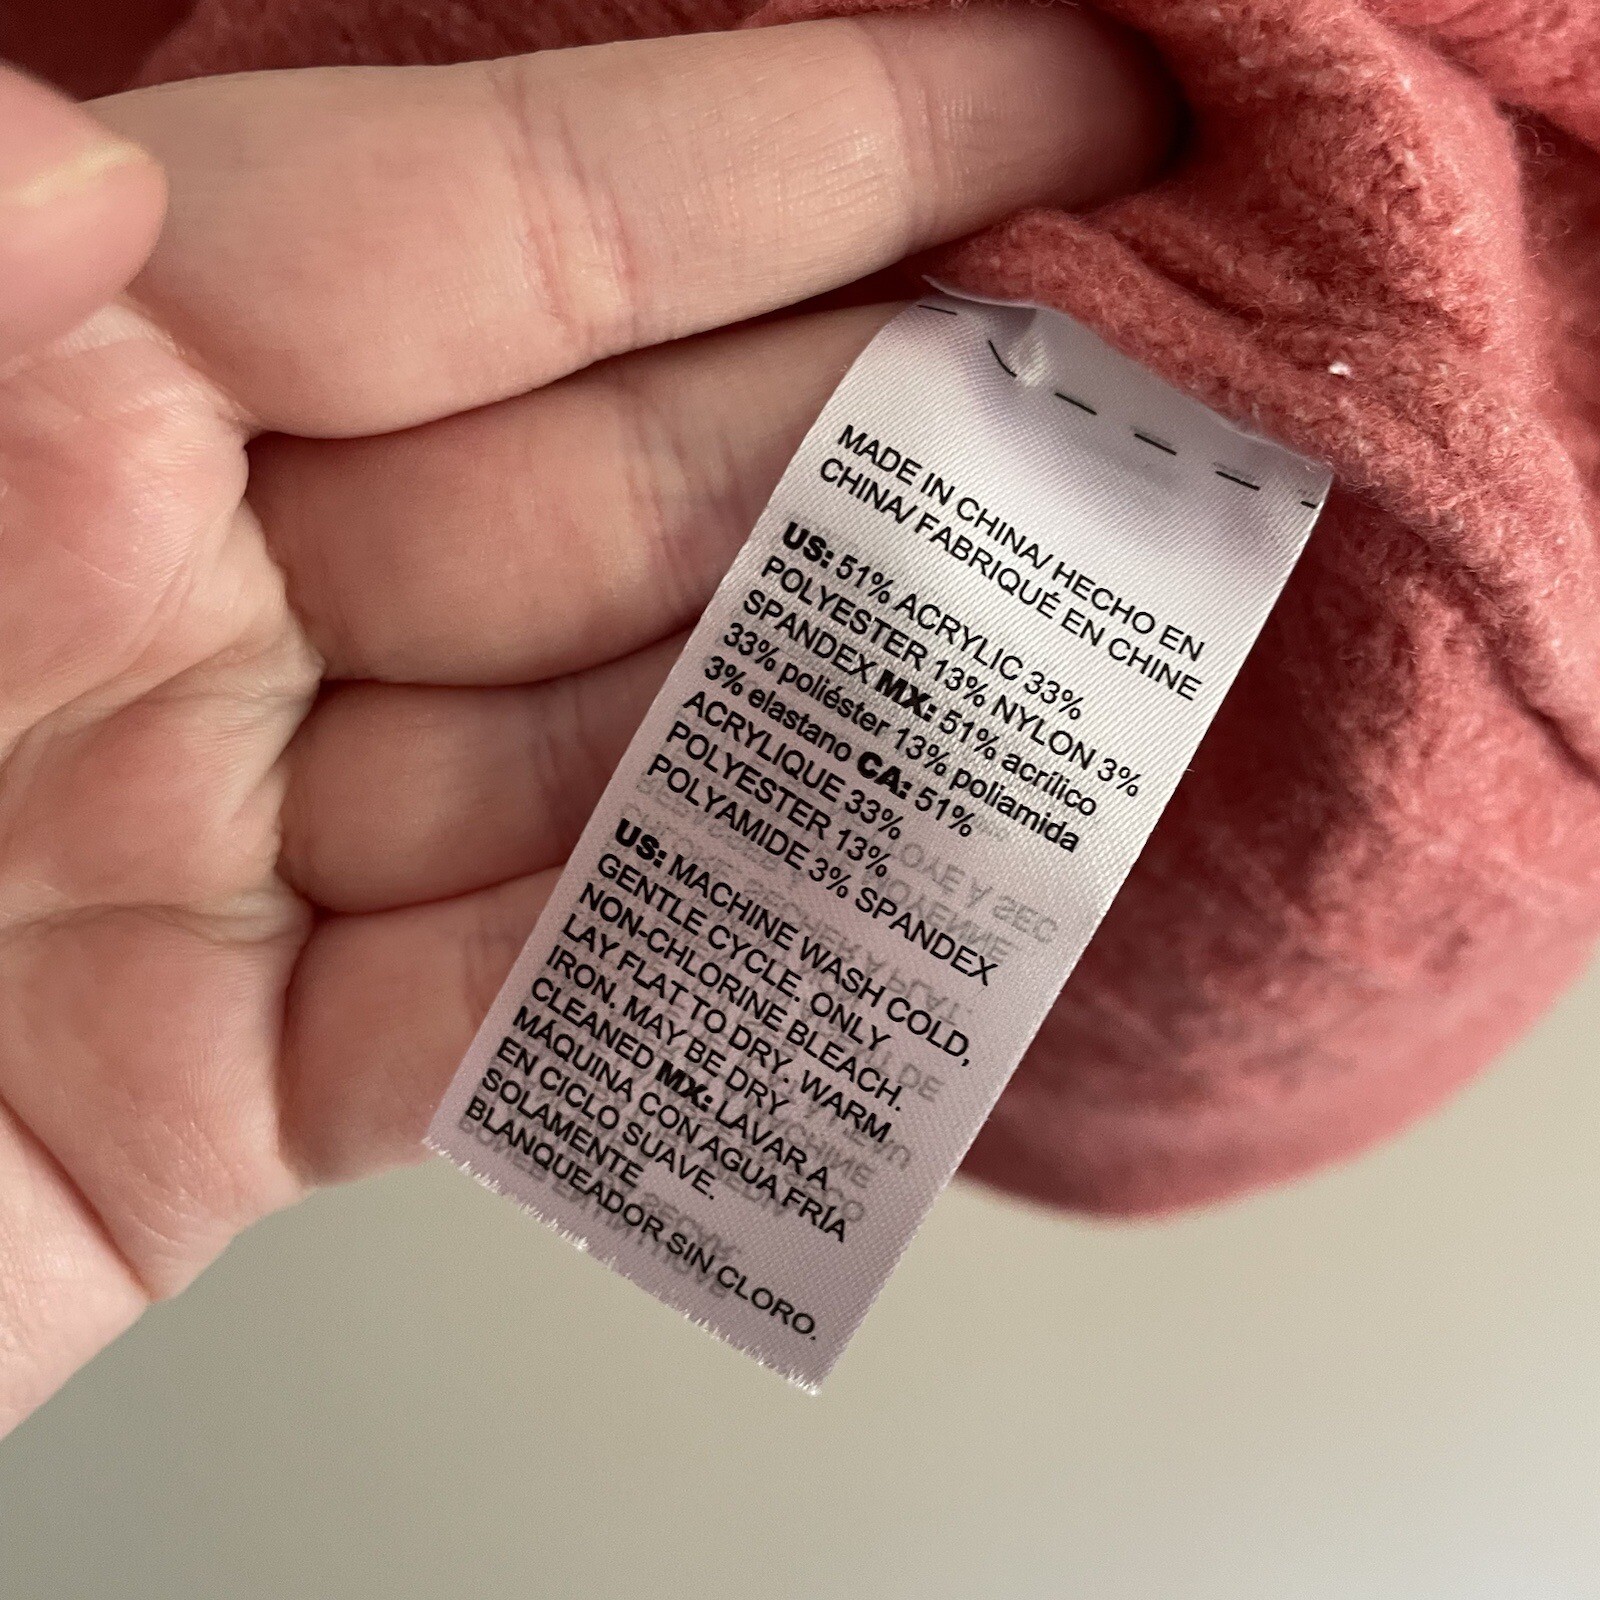 MADE IN CHINA/ HECHO EN
CHINA/ FABRIQUÉ EN CHINE
US: 51% ACRYLIC 33%
POLYESTER 13% NYLON 3%
SPANDEX MX: 51% acrílico
33% poliéster 13% poliamida
3% elastano CA: 51%
ACRYLIQUE 33%
POLYESTER 13%
POLYAMIDE 3% SPANDEX
US: MACHINE WASH COLD,
GENTLE CYCLE. ONLY
NON-CHLORINE BLEACH.
LAY FLAT TO DRY. WARM
IRON. MAY BE DRY
CLEANED MX: LAVAR A
MÁQUINA CON AGUA FRÍA
EN CICLO SUAVE.
SOLAMENTE
BLANQUEADOR SIN CLORO.